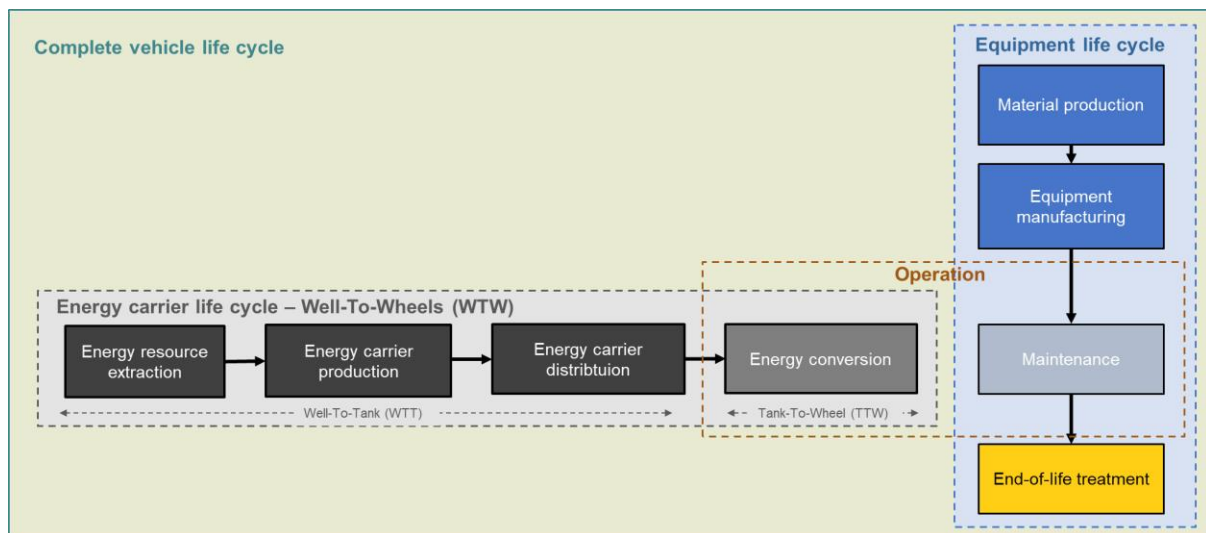 Complete vehicle life cycle
Equipment life cycle
Material production
Equipment
manufacturing
Operation
Energy carrier life cycle – Well-To-Wheels (WTW)
Energy resource
extraction
Energy carrier
production
Energy carrier
distribtuion
Energy conversion
Maintenance
Well-To-Tank (WTT)
Tank-To-Wheel (TTW)
End-of-life treatment